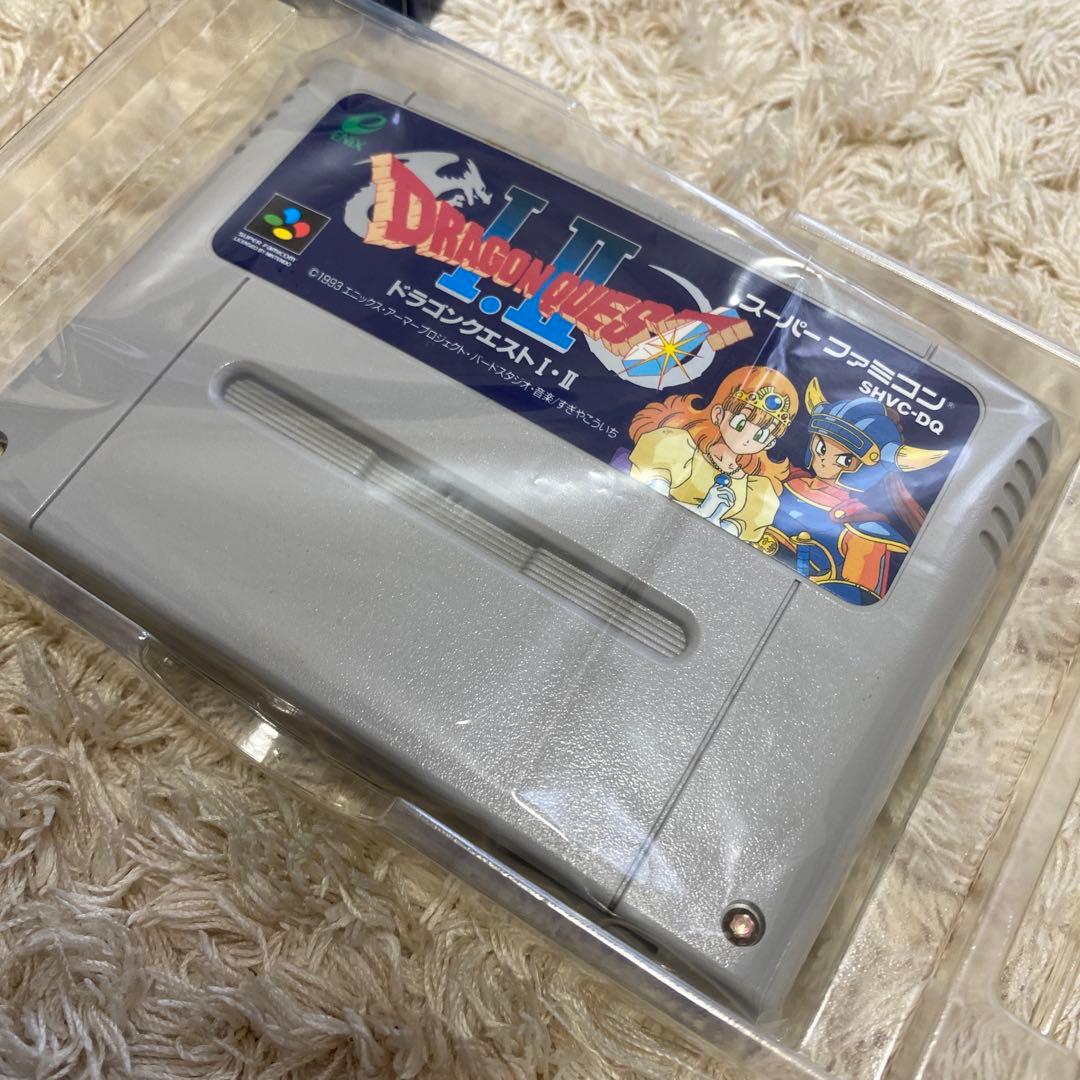 ENIX
SUPER FAMICOM
LICENSED BY NINTENDO
I・II
DRAGON QUEST
ドラゴンクエスト I・II
©1993 エニックス・アーマープロジェクト・バードスタジオ・音楽/すぎやこういち
スーパーファミコン®
SHVC-DQ